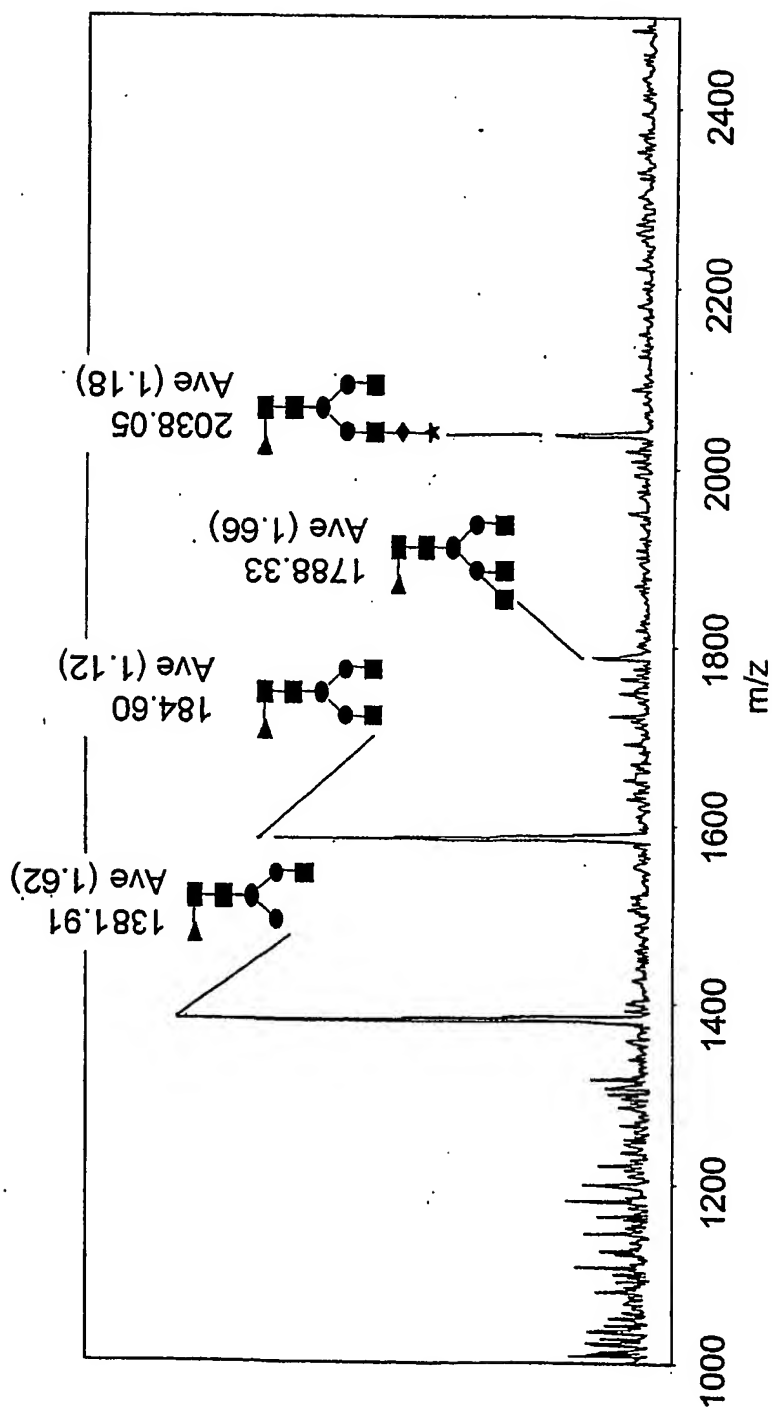 1381.91
Ave (1.62)
184.60
Ave (1.12)
1788.33
Ave (1.66)
2038.05
Ave (1.18)
1000 1200 1400 1600 1800 2000 2200 2400
m/z